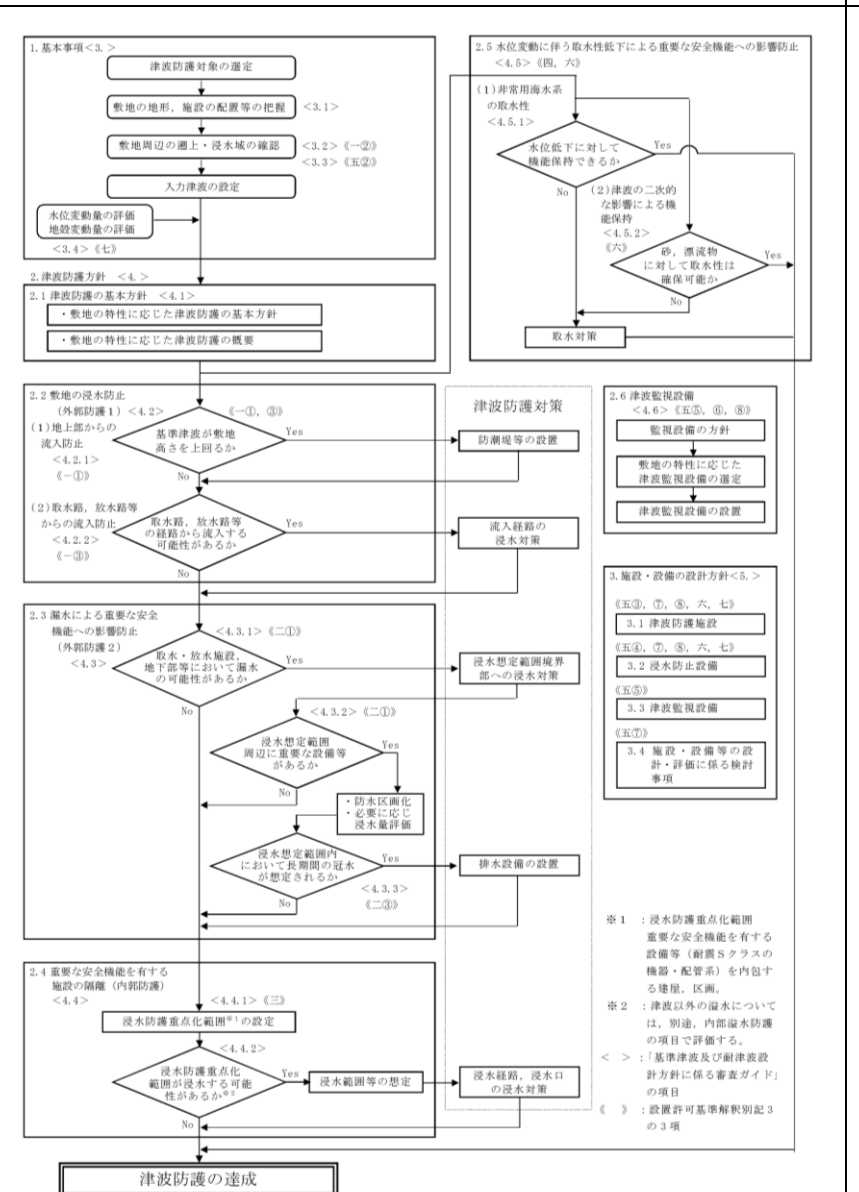 1.基本事項<3.>
津波防護対象の選定
敷地の地形，施設の配置等の把握
<3.1>
敷地周辺の遡上・浸水域の確認
<3.2>《一②》
<3.3>《五②》
入力津波の設定
水位変動量の評価
地殻変動量の評価
<3.4>《七》
2.津波防護方針 <4.>
2.1 津波防護の基本方針 <4.1>
・敷地の特性に応じた津波防護の基本方針
・敷地の特性に応じた津波防護の概要
2.2 敷地の浸水防止
(外郭防護1) <4.2>
《一①，③》
(1)地上部からの
流入防止
<4.2.1>
《一①》
基準津波が敷地
高さを上回るか
Yes
No
防潮堤等の設置
(2)取水路，放水路等
からの流入防止
<4.2.2>
《一③》
取水路，放水路等
の経路から流入する
可能性があるか
Yes
No
流入経路の
浸水対策
2.3 漏水による重要な安全
機能への影響防止
(外郭防護2)
<4.3>
<4.3.1>《二①》
取水・放水施設，
地下部等において漏水
の可能性があるか
Yes
No
浸水想定範囲境界
部への浸水対策
<4.3.2>《二①》
浸水想定範囲
周辺に重要な設備等
があるか
Yes
No
・防水区画化
・必要に応じ
浸水量評価
浸水想定範囲内
において長期間の冠水
が想定されるか
Yes
No
<4.3.3>
《二③》
排水設備の設置
2.4 重要な安全機能を有する
施設の隔離（内郭防護）
<4.4>
<4.4.1>《三》
浸水防護重点化範囲※1の設定
<4.4.2>
浸水防護重点化
範囲が浸水する可能
性があるか※2
Yes
No
浸水範囲等の想定
浸水経路，浸水口
の浸水対策
津波防護の達成
津波防護対策
2.5 水位変動に伴う取水性低下による重要な安全機能への影響防止
<4.5>《四，六》
(1)非常用海水系
の取水性
<4.5.1>
水位低下に対して
機能保持できるか
Yes
No
(2)津波の二次的
な影響による機
能保持
<4.5.2>
《六》
砂，漂流物
に対して取水性は
確保可能か
Yes
No
取水対策
2.6 津波監視設備
<4.6>《五⑤，⑥，⑧》
監視設備の方針
敷地の特性に応じた
津波監視設備の選定
津波監視設備の設置
3.施設・設備の設計方針<5.>
《五③，⑦，⑧，六，七》
3.1 津波防護施設
《五④，⑦，⑧，六，七》
3.2 浸水防止設備
《五⑤》
3.3 津波監視設備
《五⑦》
3.4 施設・設備等の設
計・評価に係る検討
事項
※1 ：浸水防護重点化範囲
重要な安全機能を有する
設備等（耐震Sクラスの
機器・配管系）を内包す
る建屋，区画。
※2 ：津波以外の溢水について
は，別途，内部溢水防護
の項目で評価する。
< > ：「基準津波及び耐津波設
計方針に係る審査ガイド」
の項目
《 》 ：設置許可基準解釈別記3
の3項